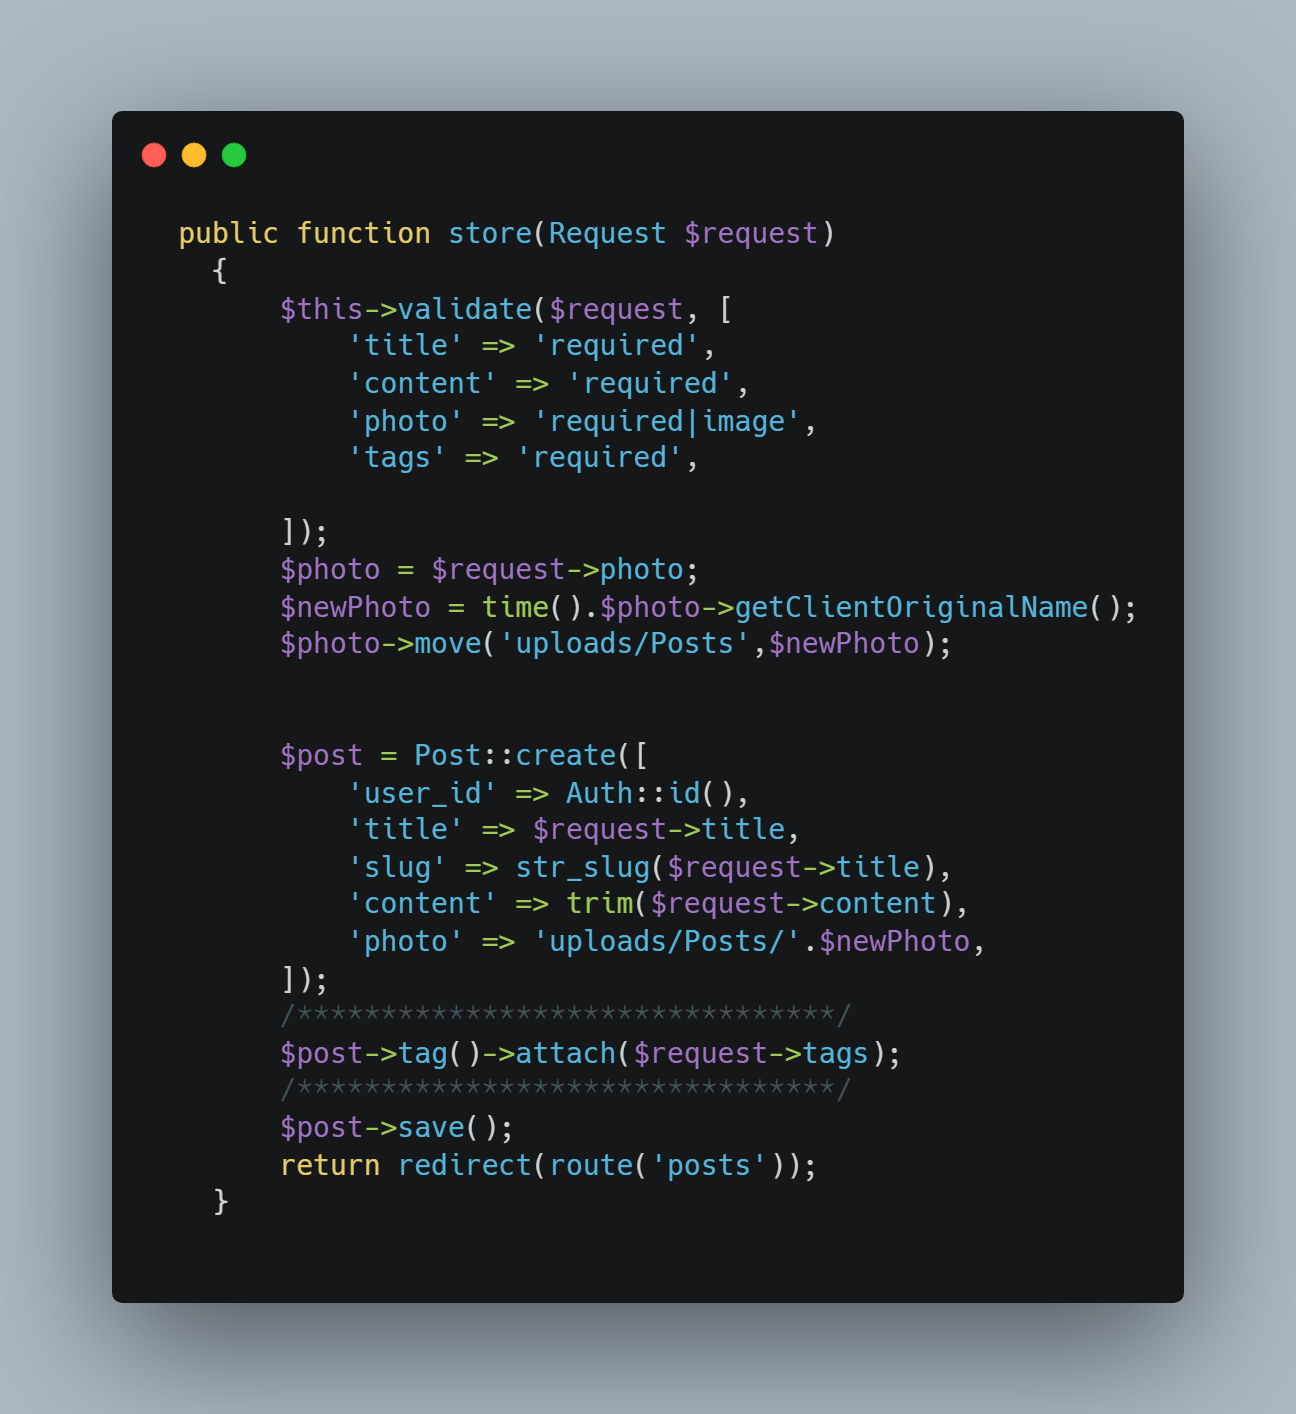 public function store(Request $request)
{
$this->validate($request, [
'title' => 'required',
'content' => 'required',
'photo' => 'required|image',
'tags' => 'required',
]);
$photo = $request->photo;
$newPhoto = time().$photo->getClientOriginalName();
$photo->move('uploads/Posts',$newPhoto);
$post = Post::create([
'user_id' => Auth::id(),
'title' => $request->title,
'slug' => str_slug($request->title),
'content' => trim($request->content),
'photo' => 'uploads/Posts/'.$newPhoto,
]);
/********************************/
$post->tag()->attach($request->tags);
/********************************/
$post->save();
return redirect(route('posts'));
}